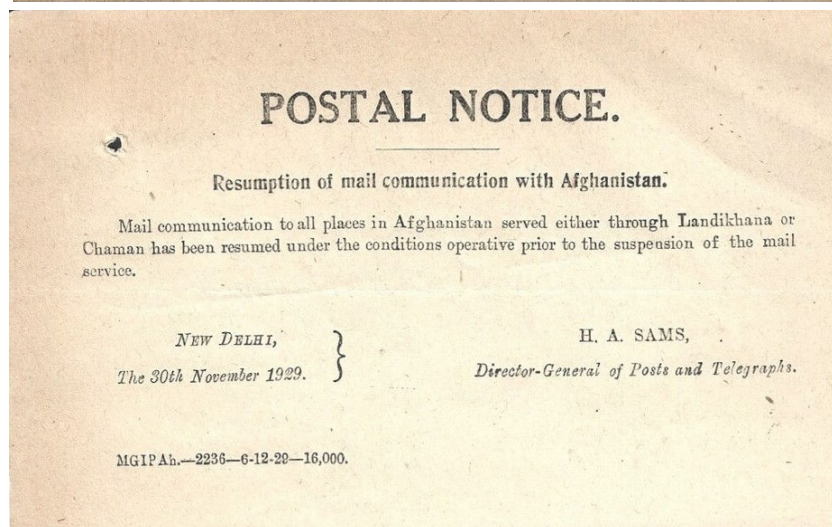 POSTAL NOTICE.
Resumption of mail communication with Afghanistan.
Mail communication to all places in Afghanistan served either through Landikhana or
Chaman has been resumed under the conditions operative prior to the suspension of the mail
service.
NEW DELHI,
The 30th November 1929.
H. A. SAMS,
Director-General of Posts and Telegraphs.
MGIPAh.—2236—6-12-29—16,000.